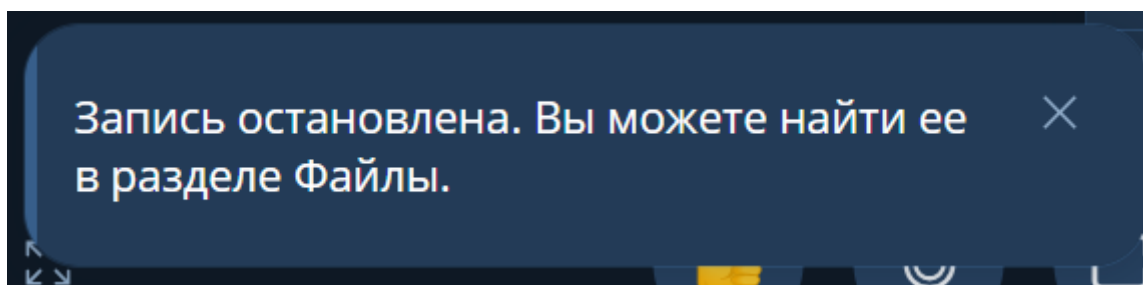 Запись остановлена. Вы можете найти ее
в разделе Файлы.